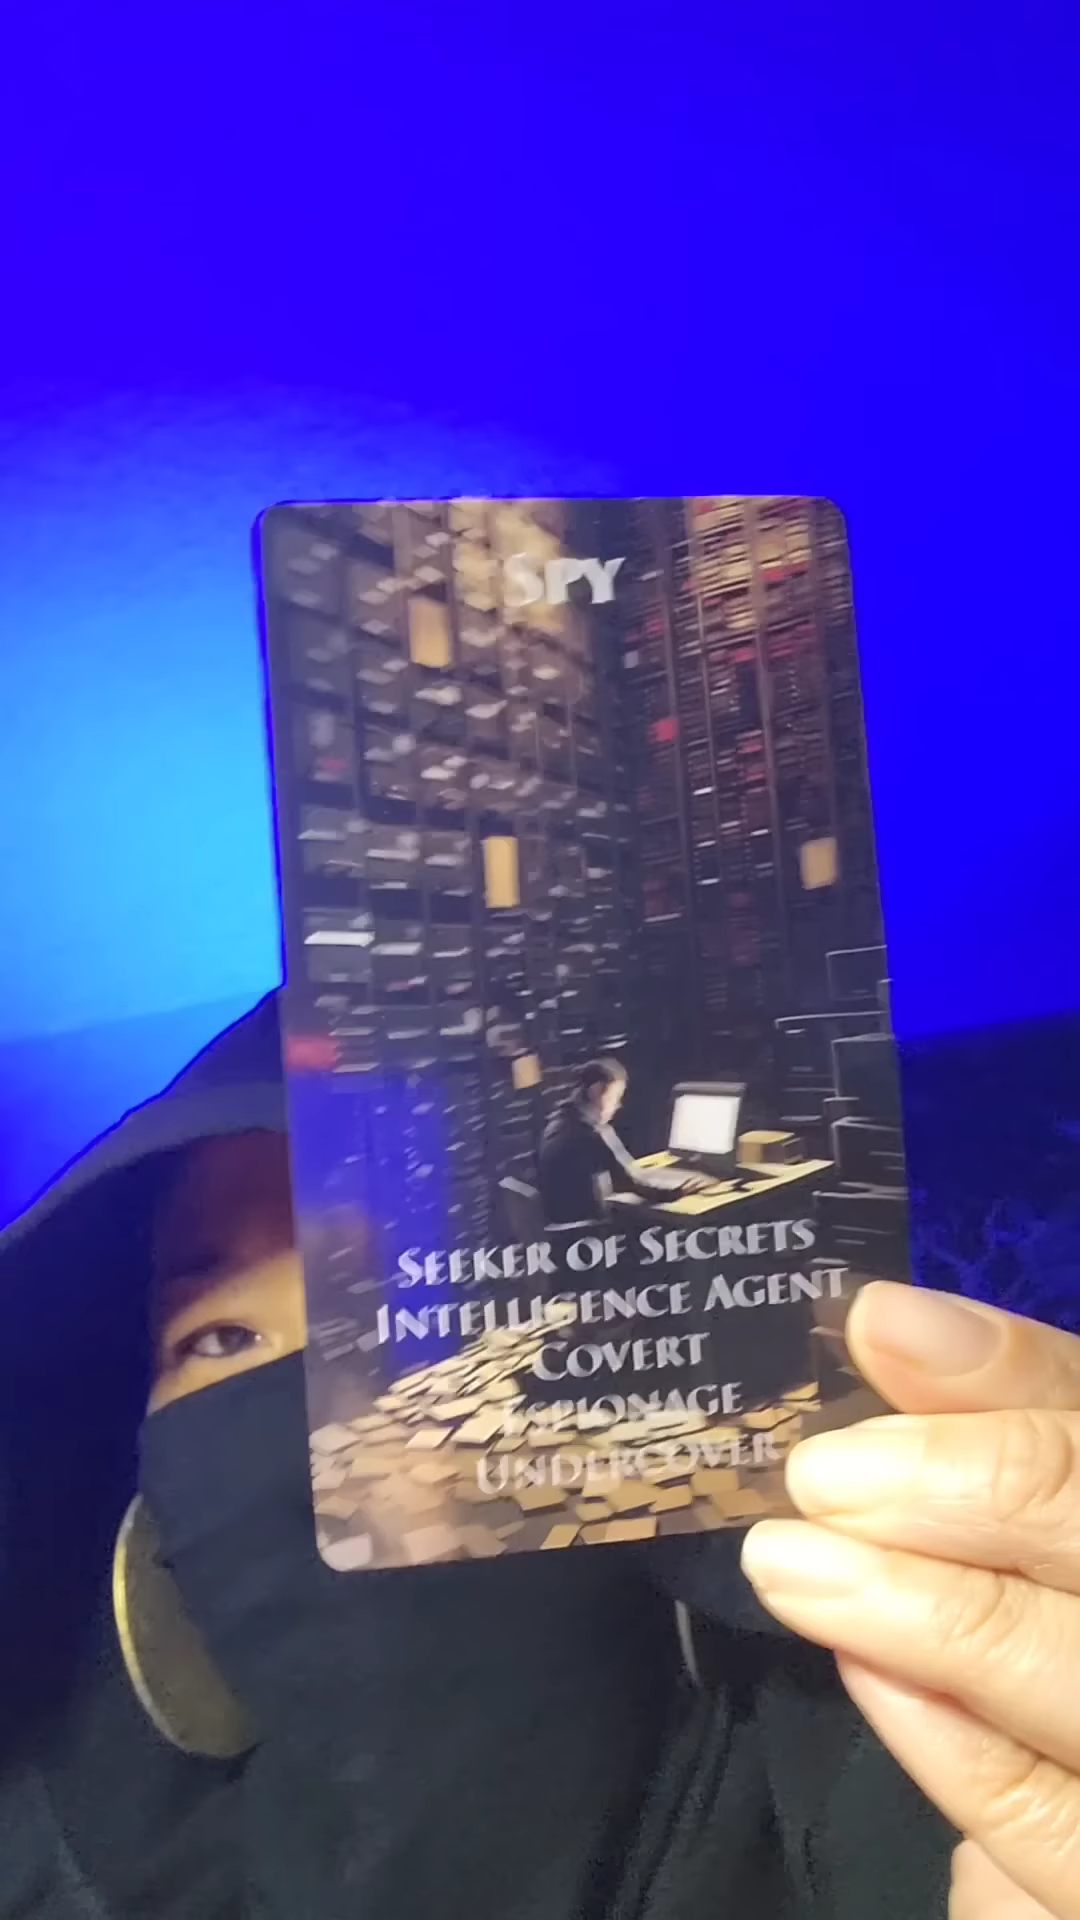 SPY
SEEKER OF SECRETS
INTELLIGENCE AGENT
COVERT
ESPIONAGE
UNDERCOVER